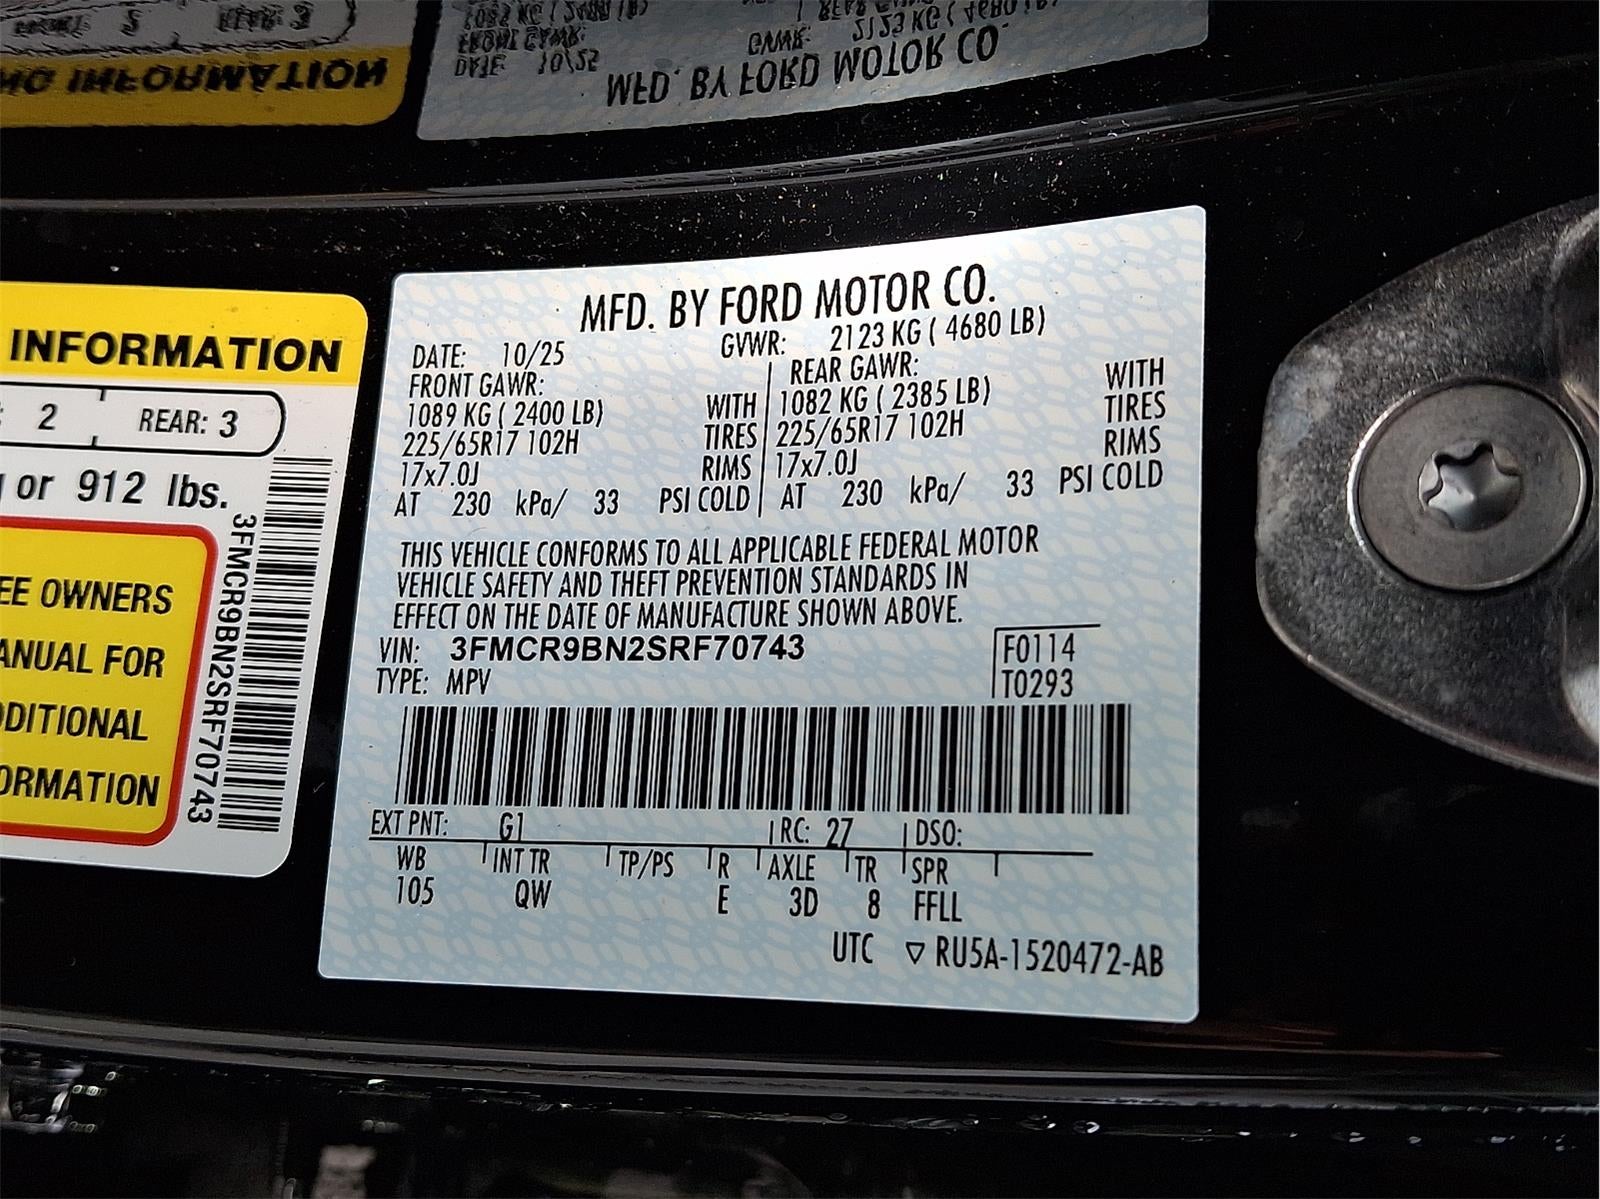 INFORMATION
2 REAR: 3
or 912 lbs.
EE OWNERS
ANUAL FOR
DDITIONAL
ORMATION
3FMCR9BN2SRF70743
MFD. BY FORD MOTOR CO.
DATE: 10/25 GVWR: 2123 KG ( 4680 LB)
FRONT GAWR: REAR GAWR:
1089 KG ( 2400 LB) WITH 1082 KG ( 2385 LB) WITH
225/65R17 102H TIRES 225/65R17 102H TIRES
17x7.0J RIMS 17x7.0J RIMS
AT 230 kPa/ 33 PSI COLD AT 230 kPa/ 33 PSI COLD
THIS VEHICLE CONFORMS TO ALL APPLICABLE FEDERAL MOTOR
VEHICLE SAFETY AND THEFT PREVENTION STANDARDS IN
EFFECT ON THE DATE OF MANUFACTURE SHOWN ABOVE.
VIN: 3FMCR9BN2SRF70743 F0114
TYPE: MPV T0293
EXT PNT: G1 RC: 27 DSO:
WB INT TR TP/PS R AXLE TR SPR
105 QW E 3D 8 FFLL
UTC ▽ RU5A-1520472-AB